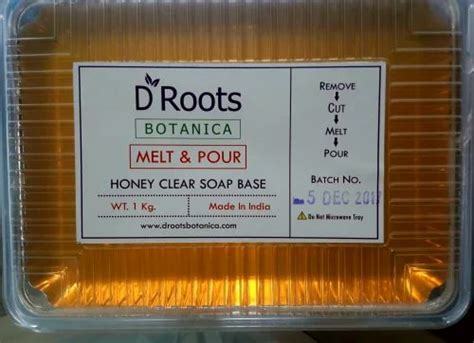 D'Roots
BOTANICA
MELT & POUR
HONEY CLEAR SOAP BASE
WT. 1 Kg. Made In India
www.drootsbotanica.com
REMOVE
CUT
MELT
POUR
BATCH NO.
5 DEC
Do Not Microwave Tray